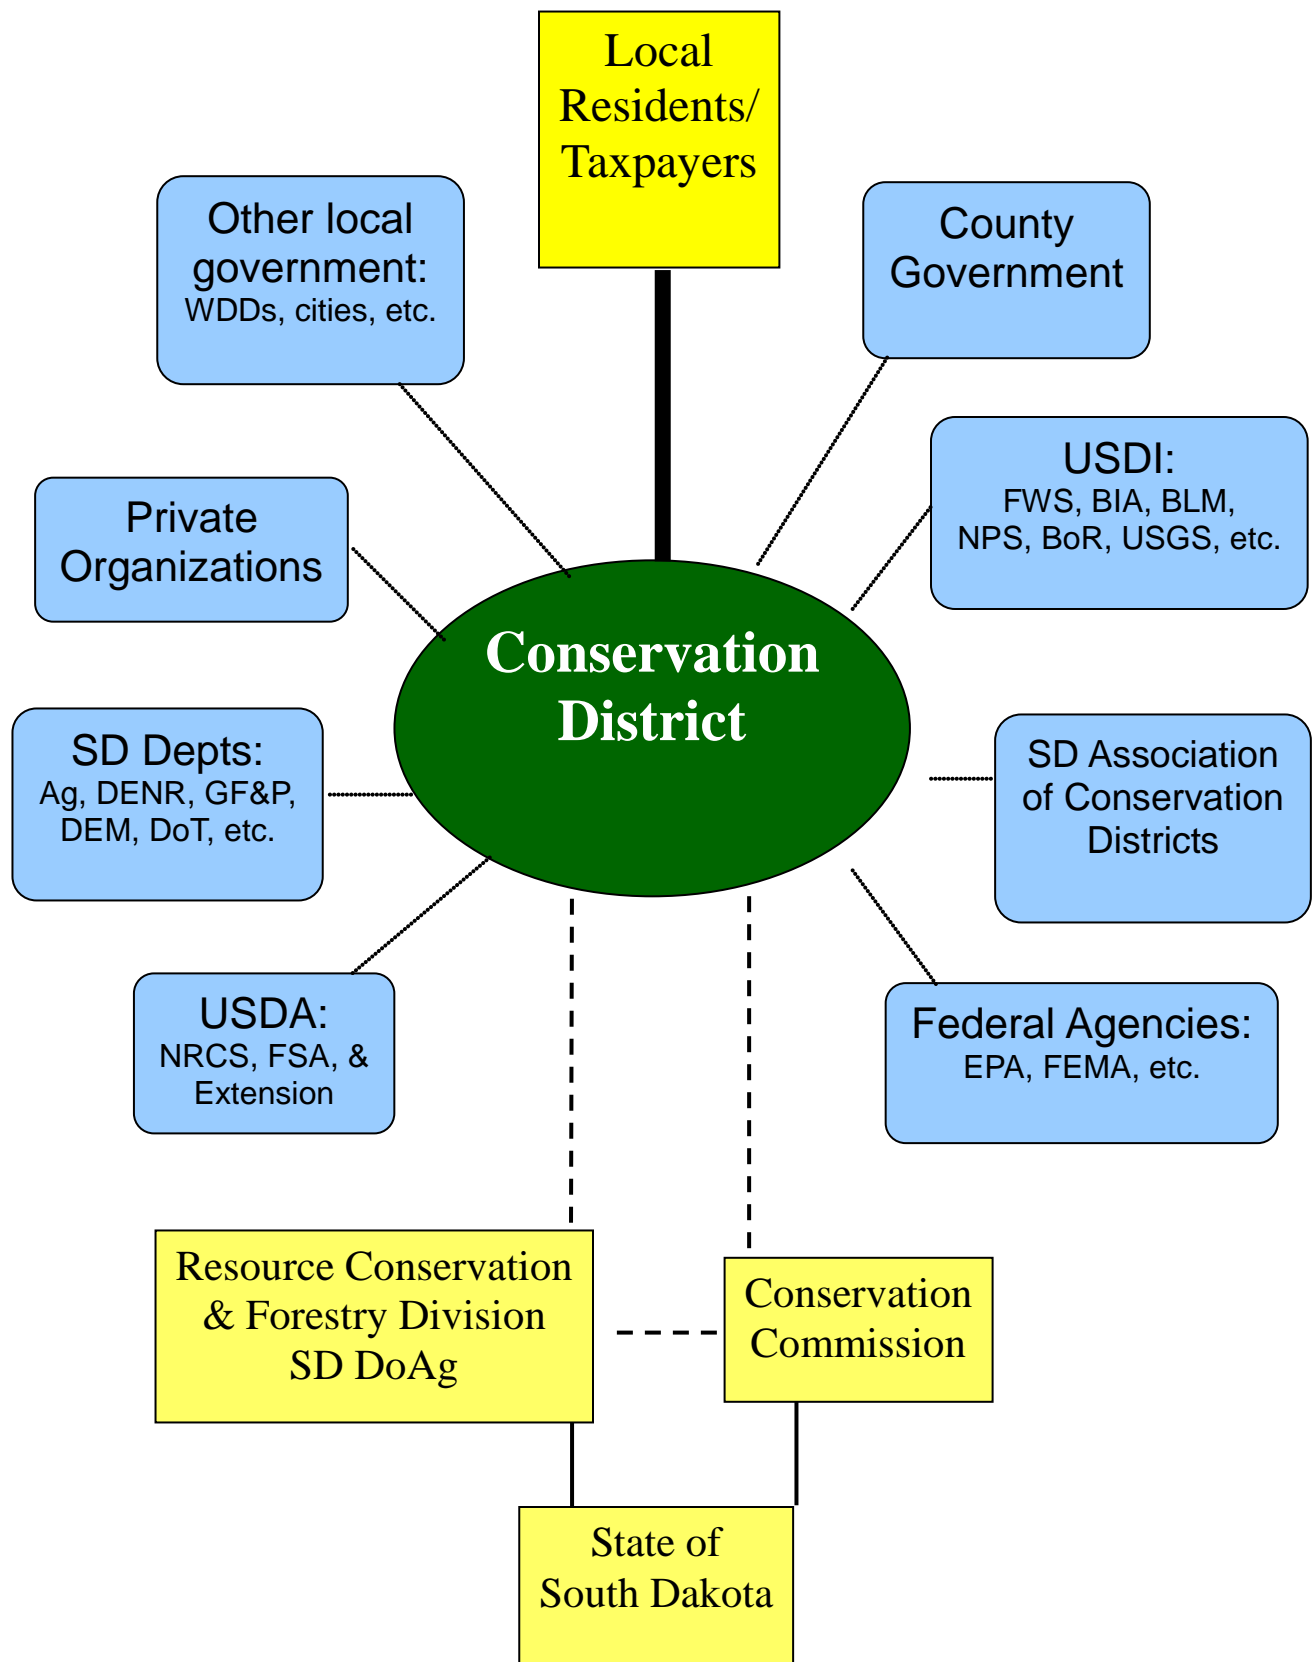 Local
Residents/
Taxpayers
Other local
government:
WDDs, cities, etc.
County
Government
USDI:
FWS, BIA, BLM,
NPS, BoR, USGS, etc.
Private
Organizations
Conservation
District
SD Depts:
Ag, DENR, GF&P,
DEM, DoT, etc.
SD Association
of Conservation
Districts
USDA:
NRCS, FSA, &
Extension
Federal Agencies:
EPA, FEMA, etc.
Resource Conservation
& Forestry Division
SD DoAg
Conservation
Commission
State of
South Dakota